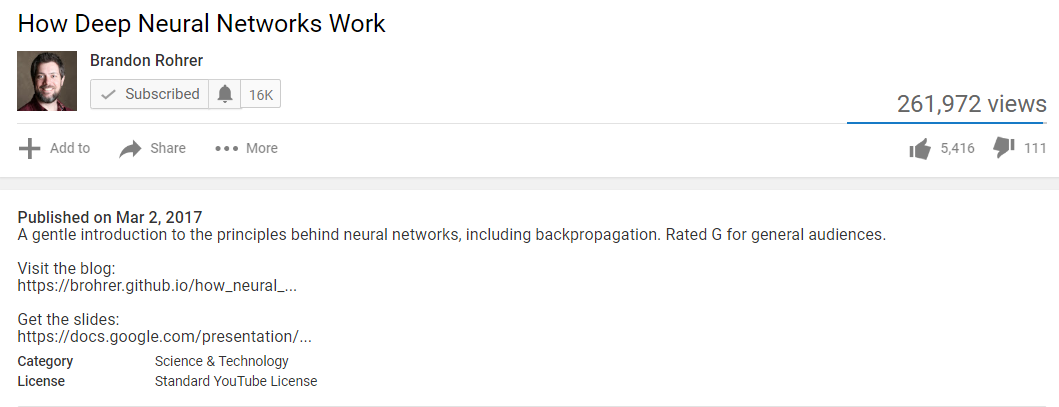 How Deep Neural Networks Work
Brandon Rohrer
Subscribed 16K
261,972 views
Add to Share More 5,416 111
Published on Mar 2, 2017
A gentle introduction to the principles behind neural networks, including backpropagation. Rated G for general audiences.
Visit the blog:
https://brohrer.github.io/how_neural_...
Get the slides:
https://docs.google.com/presentation/...
Category Science & Technology
License Standard YouTube License